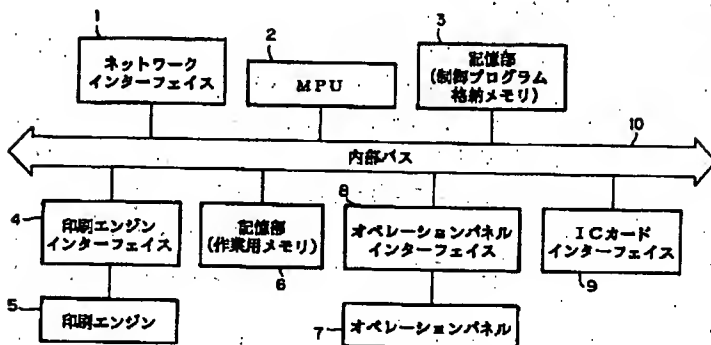 1
ネットワーク
インターフェイス
2
MPU
3
記憶部
(制御プログラム
格納メモリ)
10
内部バス
4
印刷エンジン
インターフェイス
記憶部
(作業用メモリ)
6
8
オペレーションパネル
インターフェイス
ICカード
インターフェイス
9
5
印刷エンジン
7
オペレーションパネル